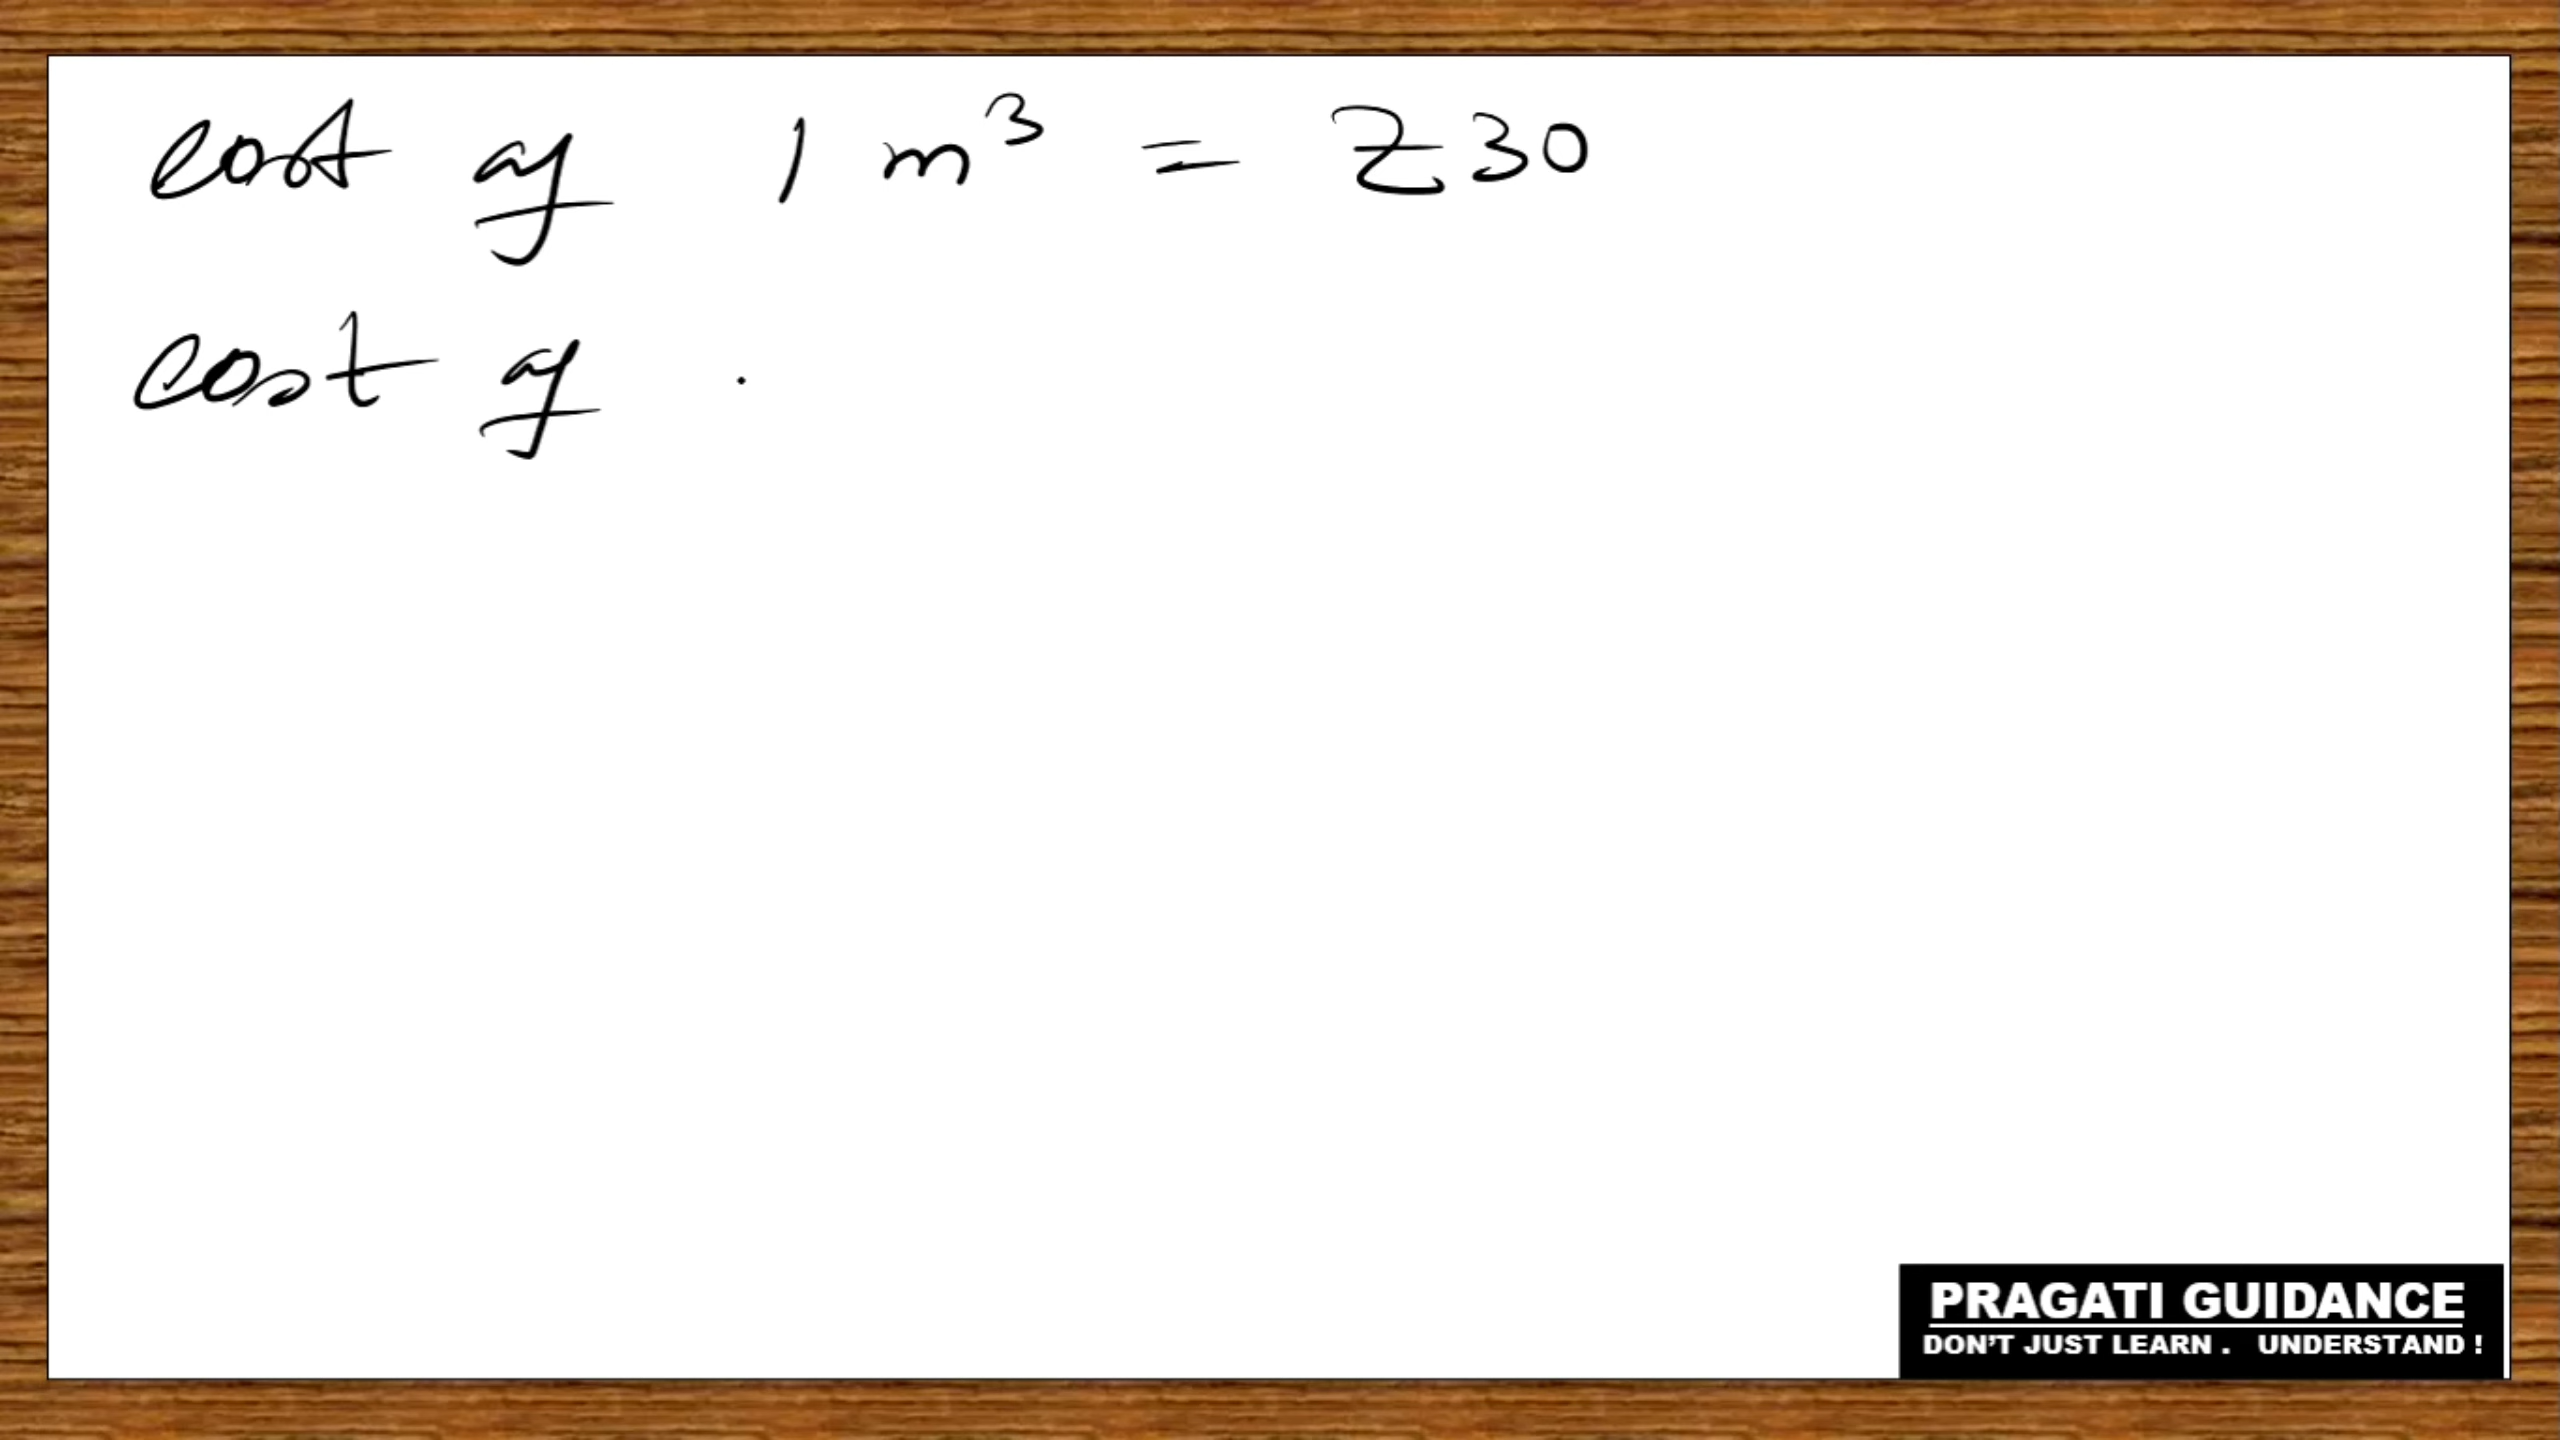 cost of 1 m³ = ₹30
cost of .
PRAGATI GUIDANCE
DON'T JUST LEARN . UNDERSTAND !